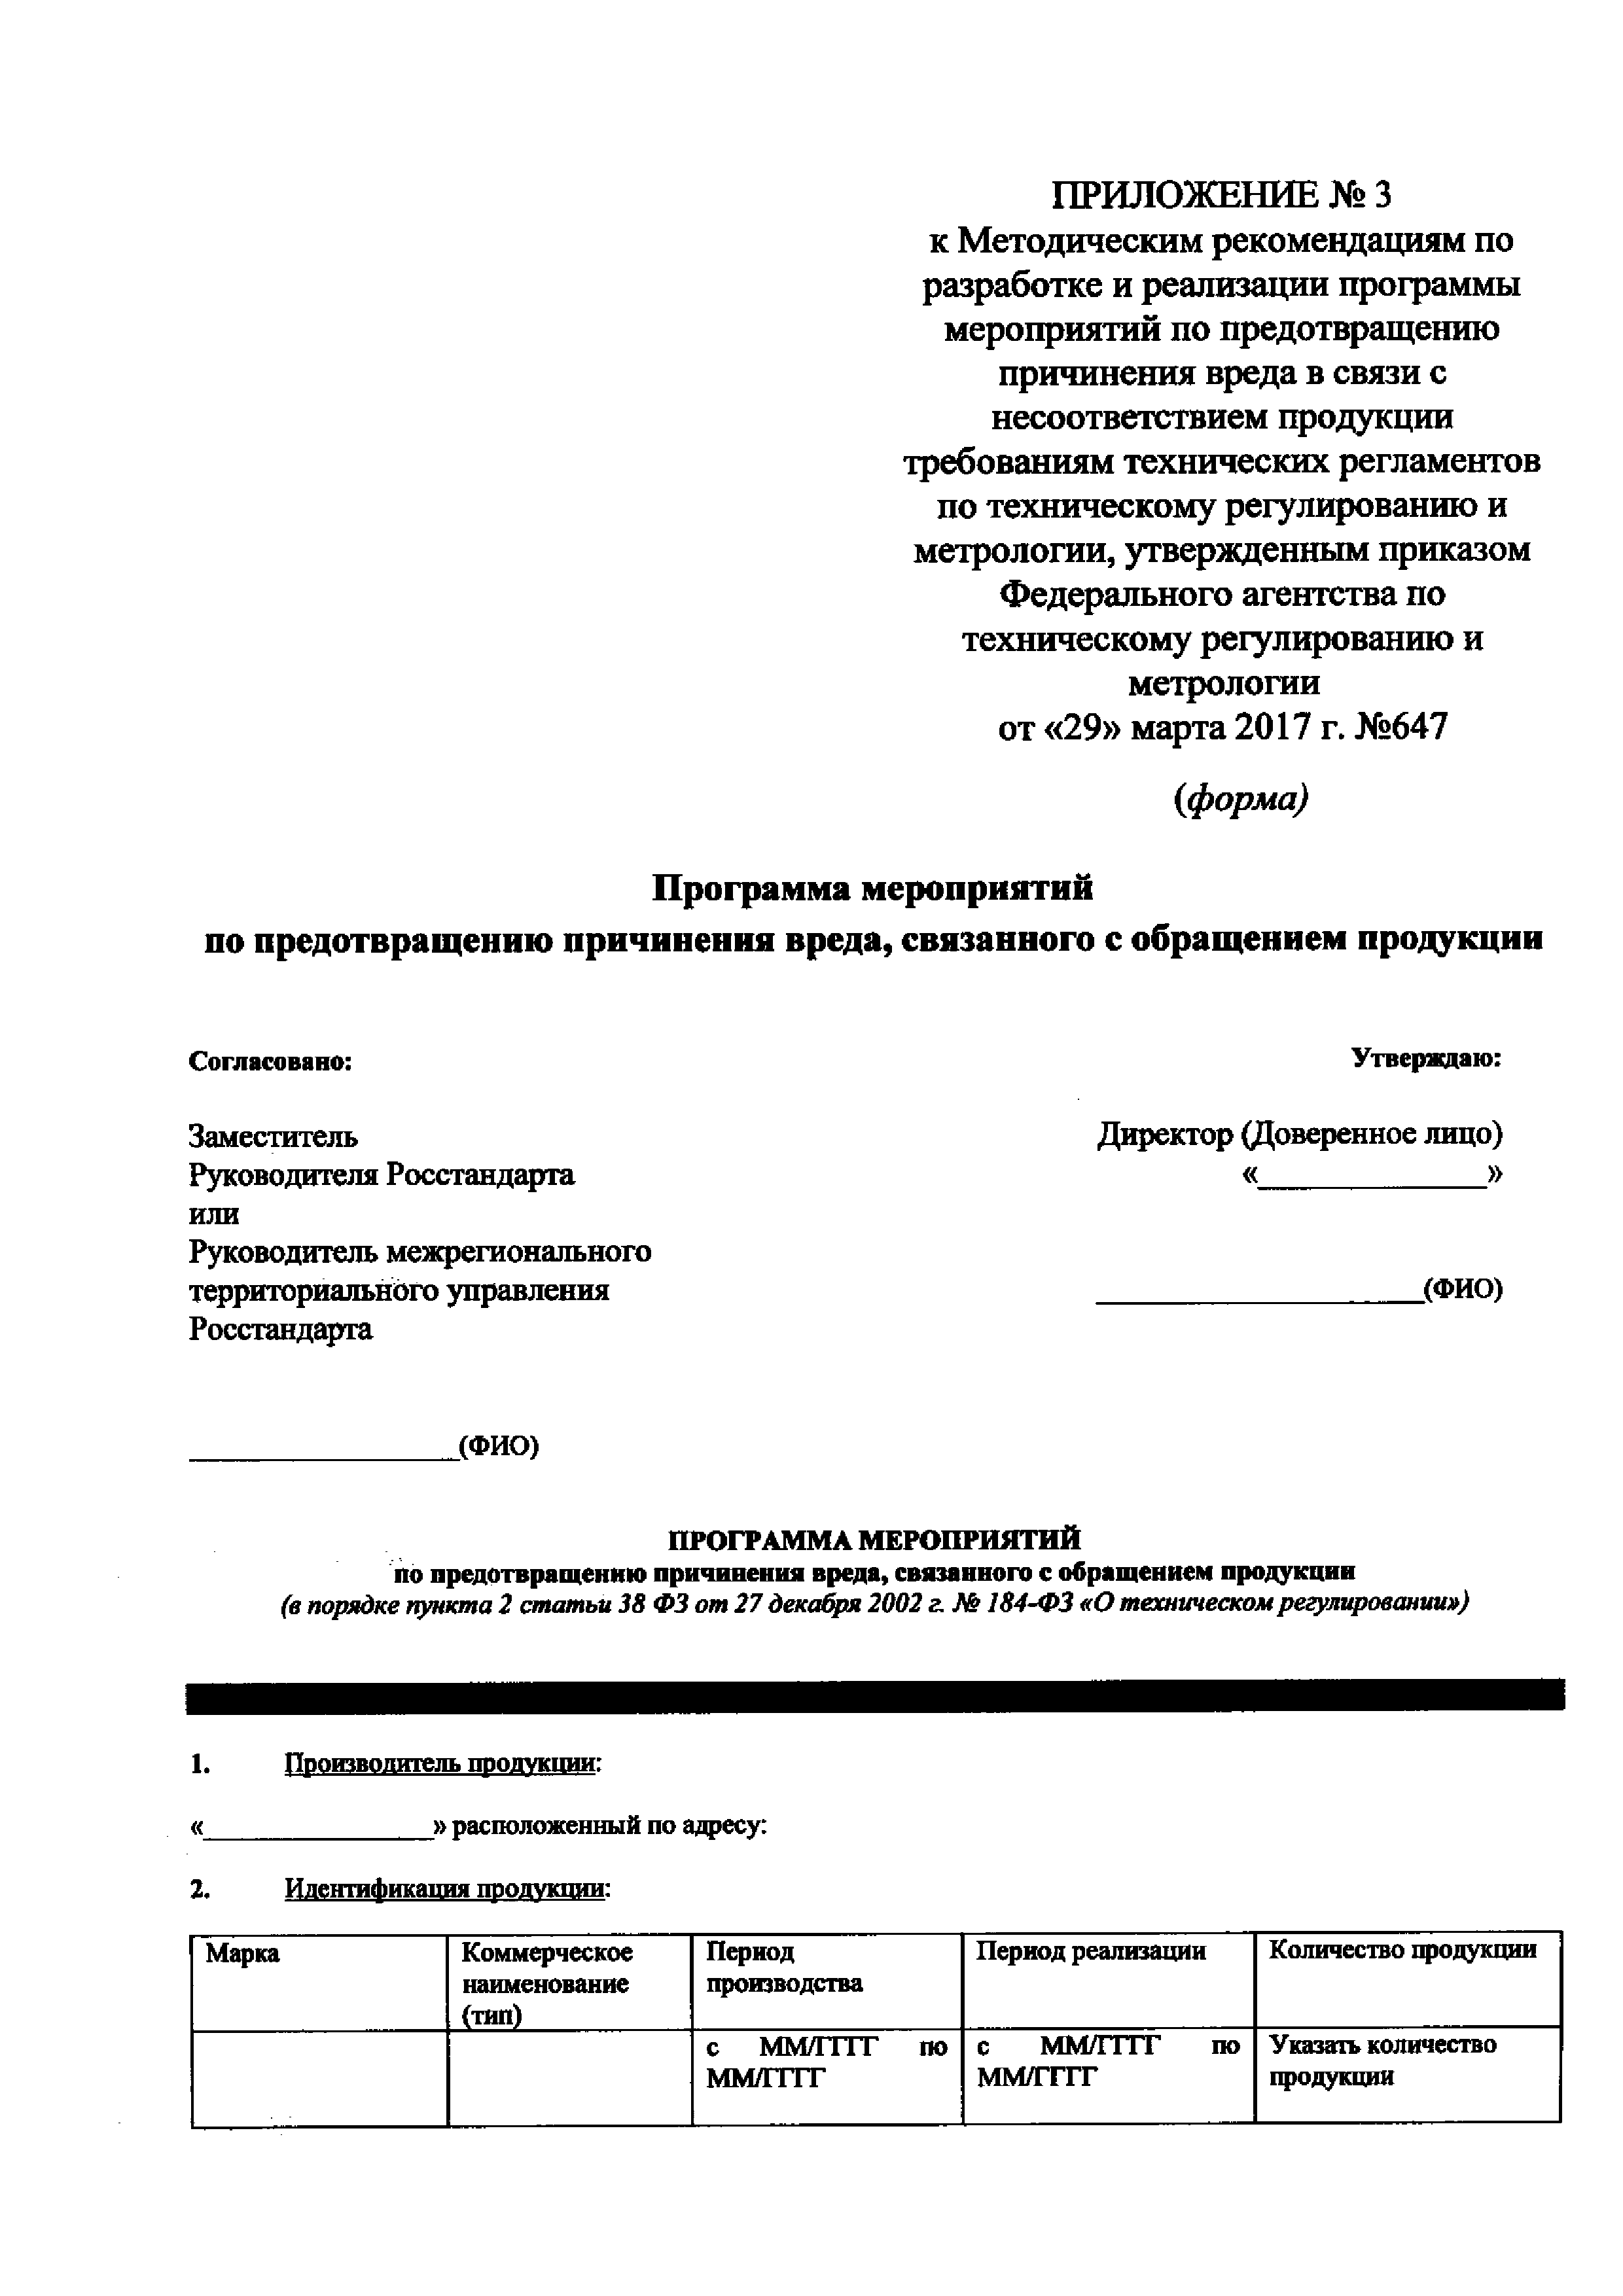 ПРИЛОЖЕНИЕ № 3
к Методическим рекомендациям по
разработке и реализации программы
мероприятий по предотвращению
причинения вреда в связи с
несоответствием продукции
требованиям технических регламентов
по техническому регулированию и
метрологии, утвержденным приказом
Федерального агентства по
техническому регулированию и
метрологии
от «29» марта 2017 г. №647
(форма)
Программа мероприятий
по предотвращению причинения вреда, связанного с обращением продукции
Согласовано:
Заместитель
Руководителя Росстандарта
или
Руководитель межрегионального
территориального управления
Росстандарта
____________________(ФИО)
Утверждаю:
Директор (Доверенное лицо)
«_________________»
________________________(ФИО)
ПРОГРАММА МЕРОПРИЯТИЙ
по предотвращению причинения вреда, связанного с обращением продукции
(в порядке пункта 2 статьи 38 ФЗ от 27 декабря 2002 г. № 184-ФЗ «О техническом регулировании»)
1. Производитель продукции:
«_________________» расположенный по адресу:
2. Идентификация продукции:
Марка
Коммерческое
наименование
(тип)
Период
производства
Период реализации
Количество продукции
с ММ/ГГГГ по
ММ/ГГГГ
с ММ/ГГГГ по
ММ/ГГГГ
Указать количество
продукции